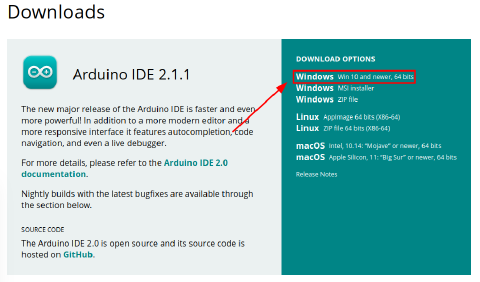 Downloads
Arduino IDE 2.1.1
The new major release of the Arduino IDE is faster and even
more powerful! In addition to a more modern editor and a
more responsive interface it features autocompletion, code
navigation, and even a live debugger.
For more details, please refer to the Arduino IDE 2.0
documentation.
Nightly builds with the latest bugfixes are available through
the section below.
SOURCE CODE
The Arduino IDE 2.0 is open source and its source code is
hosted on GitHub.
DOWNLOAD OPTIONS
Windows Win 10 and newer, 64 bits
Windows MSI installer
Windows ZIP file
Linux AppImage 64 bits (X86-64)
Linux ZIP file 64 bits (X86-64)
macOS Intel, 10.14: "Mojave" or newer, 64 bits
macOS Apple Silicon, 11: "Big Sur" or newer, 64 bits
Release Notes